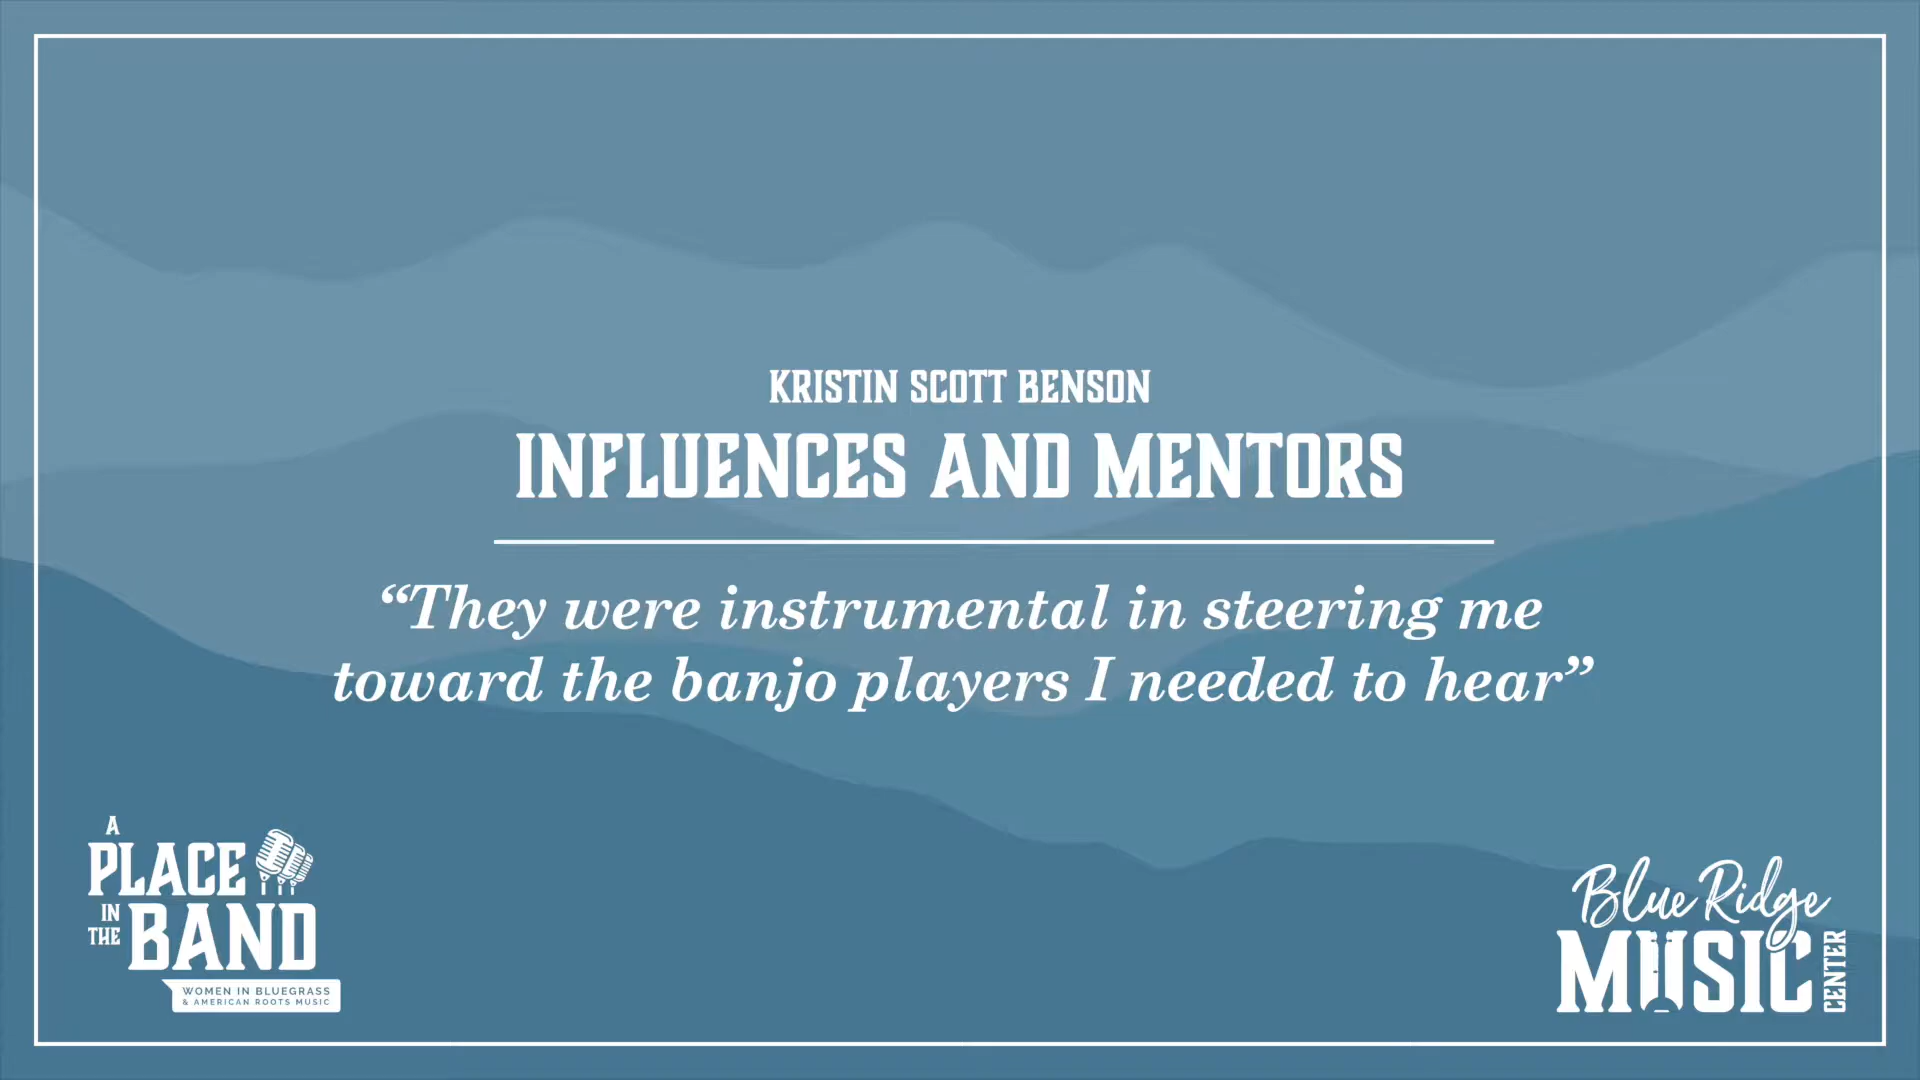 KRISTIN SCOTT BENSON
INFLUENCES AND MENTORS
“They were instrumental in steering me
toward the banjo players I needed to hear”
A
PLACE
IN
THE
BAND
WOMEN IN BLUEGRASS
& AMERICAN ROOTS MUSIC
Blue Ridge
MUSIC
CENTER